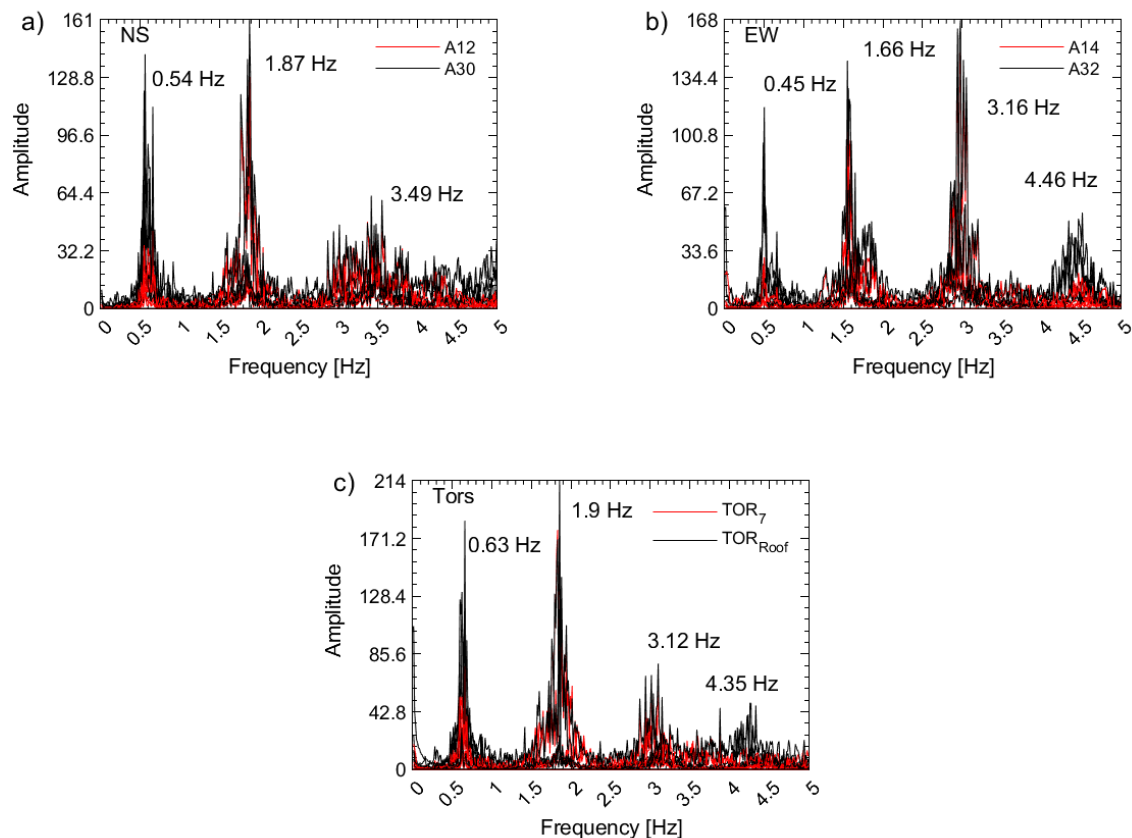 a)
NS
A12
A30
0.54 Hz
1.87 Hz
3.49 Hz
161
128.8
96.6
64.4
32.2
0
Amplitude
0 0.5 1 1.5 2 2.5 3 3.5 4 4.5 5
Frequency [Hz]
b)
EW
A14
A32
0.45 Hz
1.66 Hz
3.16 Hz
4.46 Hz
168
134.4
100.8
67.2
33.6
0
Amplitude
0 0.5 1 1.5 2 2.5 3 3.5 4 4.5 5
Frequency [Hz]
c)
Tors
TOR7
TORRoof
0.63 Hz
1.9 Hz
3.12 Hz
4.35 Hz
214
171.2
128.4
85.6
42.8
0
Amplitude
0 0.5 1 1.5 2 2.5 3 3.5 4 4.5 5
Frequency [Hz]